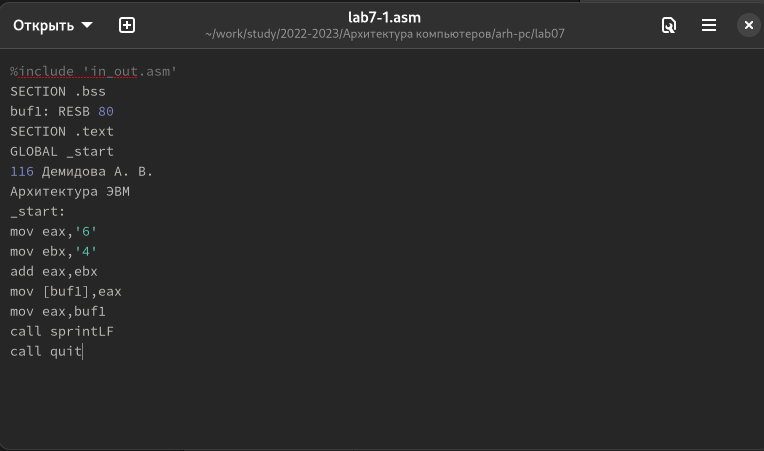 Открыть
lab7-1.asm
~/work/study/2022-2023/Архитектура компьютеров/arh-pc/lab07
%include 'in_out.asm'
SECTION .bss
buf1: RESB 80
SECTION .text
GLOBAL _start
116 Демидова А. В.
Архитектура ЭВМ
_start:
mov eax,'6'
mov ebx,'4'
add eax,ebx
mov [buf1],eax
mov eax,buf1
call sprintLF
call quit